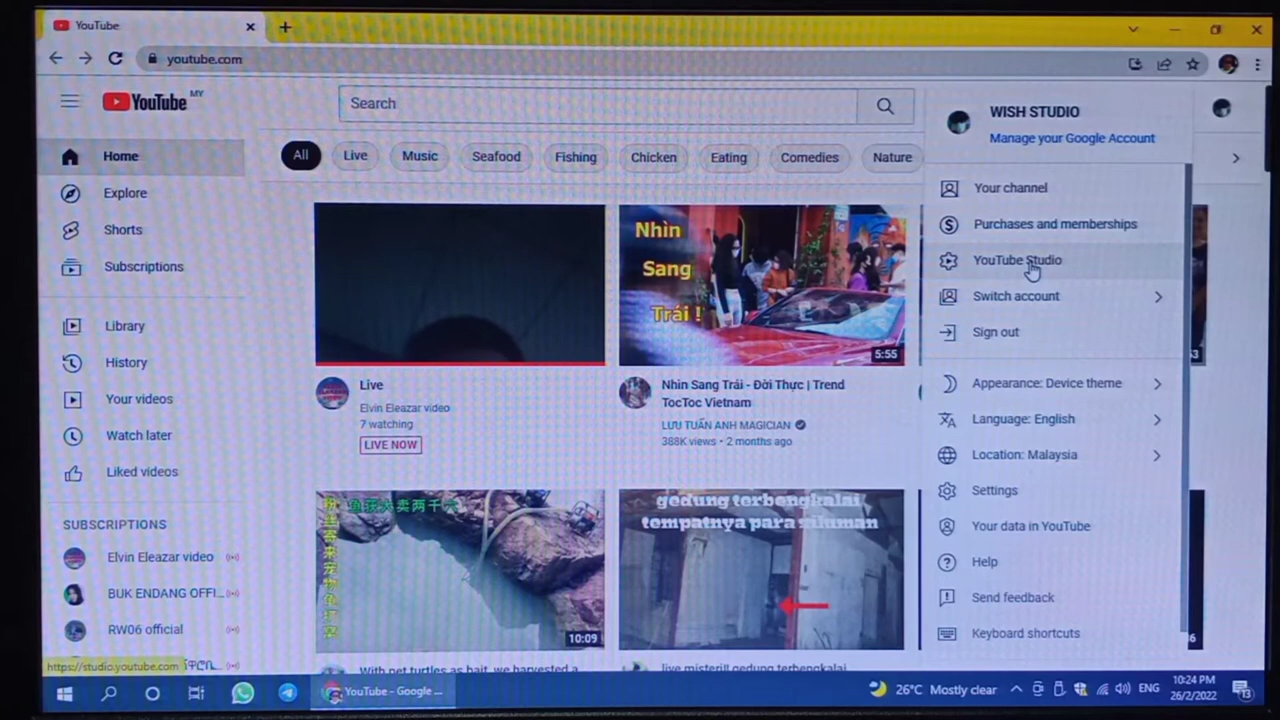 YouTube
youtube.com
YouTube MY
Search
WISH STUDIO
Manage your Google Account
Home
Explore
Shorts
Subscriptions
Library
History
Your videos
Watch later
Liked videos
SUBSCRIPTIONS
Elvin Eleazar video
BUK ENDANG OFFI...
RW06 official
All
Live
Music
Seafood
Fishing
Chicken
Eating
Comedies
Nature
Live
Elvin Eleazar video
7 watching
LIVE NOW
Nhìn
Sang
Trái !
5:55
Nhìn Sang Trái - Đời Thực | Trend
TocToc Vietnam
LƯU TUẤN ANH MAGICIAN
388K views • 2 months ago
10:09
With pet turtles as bait, we harvested a
gedung terbengkalai
tempatnya para siluman
live misterill gedung terbengkalai
Your channel
Purchases and memberships
YouTube Studio
Switch account
Sign out
Appearance: Device theme
Language: English
Location: Malaysia
Settings
Your data in YouTube
Help
Send feedback
Keyboard shortcuts
https://studio.youtube.com
YouTube - Google ...
26°C Mostly clear
ENG
10:24 PM
26/2/2022
13